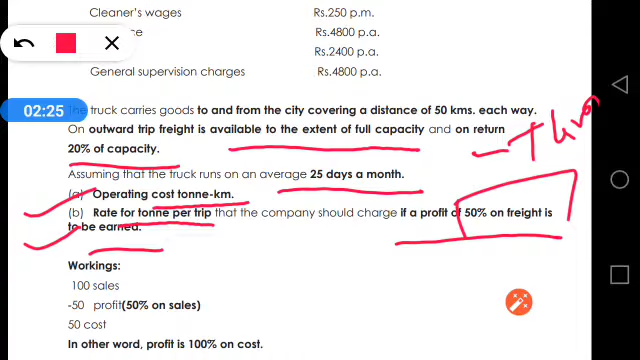 Cleaner's wages Rs.250 p.m.
ce Rs.4800 p.a.
Rs.2400 p.a.
General supervision charges Rs.4800 p.a.
02:25
The truck carries goods to and from the city covering a distance of 50 kms. each way.
On outward trip freight is available to the extent of full capacity and on return
20% of capacity.
Assuming that the truck runs on an average 25 days a month.
(a) Operating cost tonne-km.
(b) Rate for tonne per trip that the company should charge if a profit of 50% on freight is
to be earned.
Workings:
100 sales
-50 profit(50% on sales)
50 cost
In other word, profit is 100% on cost.